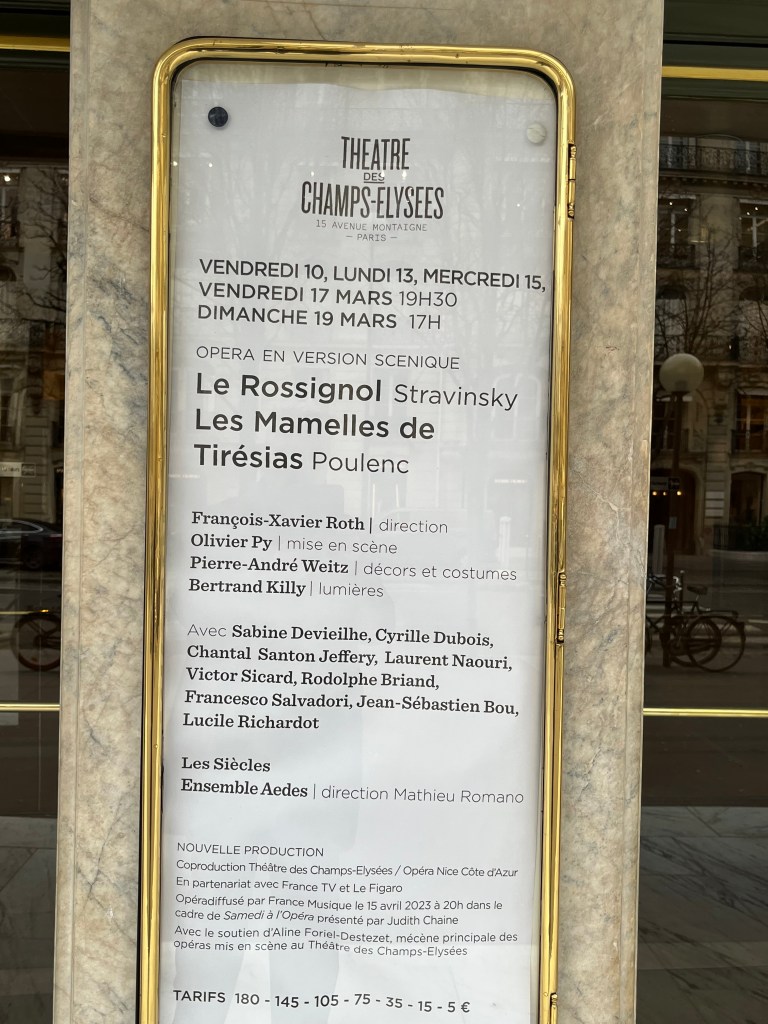 THEATRE
DES
CHAMPS-ELYSEES
15 AVENUE MONTAIGNE
— PARIS —
VENDREDI 10, LUNDI 13, MERCREDI 15,
VENDREDI 17 MARS 19H30
DIMANCHE 19 MARS 17H
OPERA EN VERSION SCENIQUE
Le Rossignol Stravinsky
Les Mamelles de
Tirésias Poulenc
François-Xavier Roth | direction
Olivier Py | mise en scène
Pierre-André Weitz | décors et costumes
Bertrand Killy | lumières
Avec Sabine Devieilhe, Cyrille Dubois,
Chantal Santon Jeffery, Laurent Naouri,
Victor Sicard, Rodolphe Briand,
Francesco Salvadori, Jean-Sébastien Bou,
Lucile Richardot
Les Siècles
Ensemble Aedes | direction Mathieu Romano
NOUVELLE PRODUCTION
Coproduction Théâtre des Champs-Elysées / Opéra Nice Côte d'Azur
En partenariat avec France TV et Le Figaro
Opéradiffusé par France Musique le 15 avril 2023 à 20h dans le
cadre de Samedi à l'Opéra présenté par Judith Chaine
Avec le soutien d'Aline Foriel-Destezet, mécène principale des
opéras mis en scène au Théâtre des Champs-Elysées
TARIFS 180 - 145 - 105 - 75 - 35 - 15 - 5 €